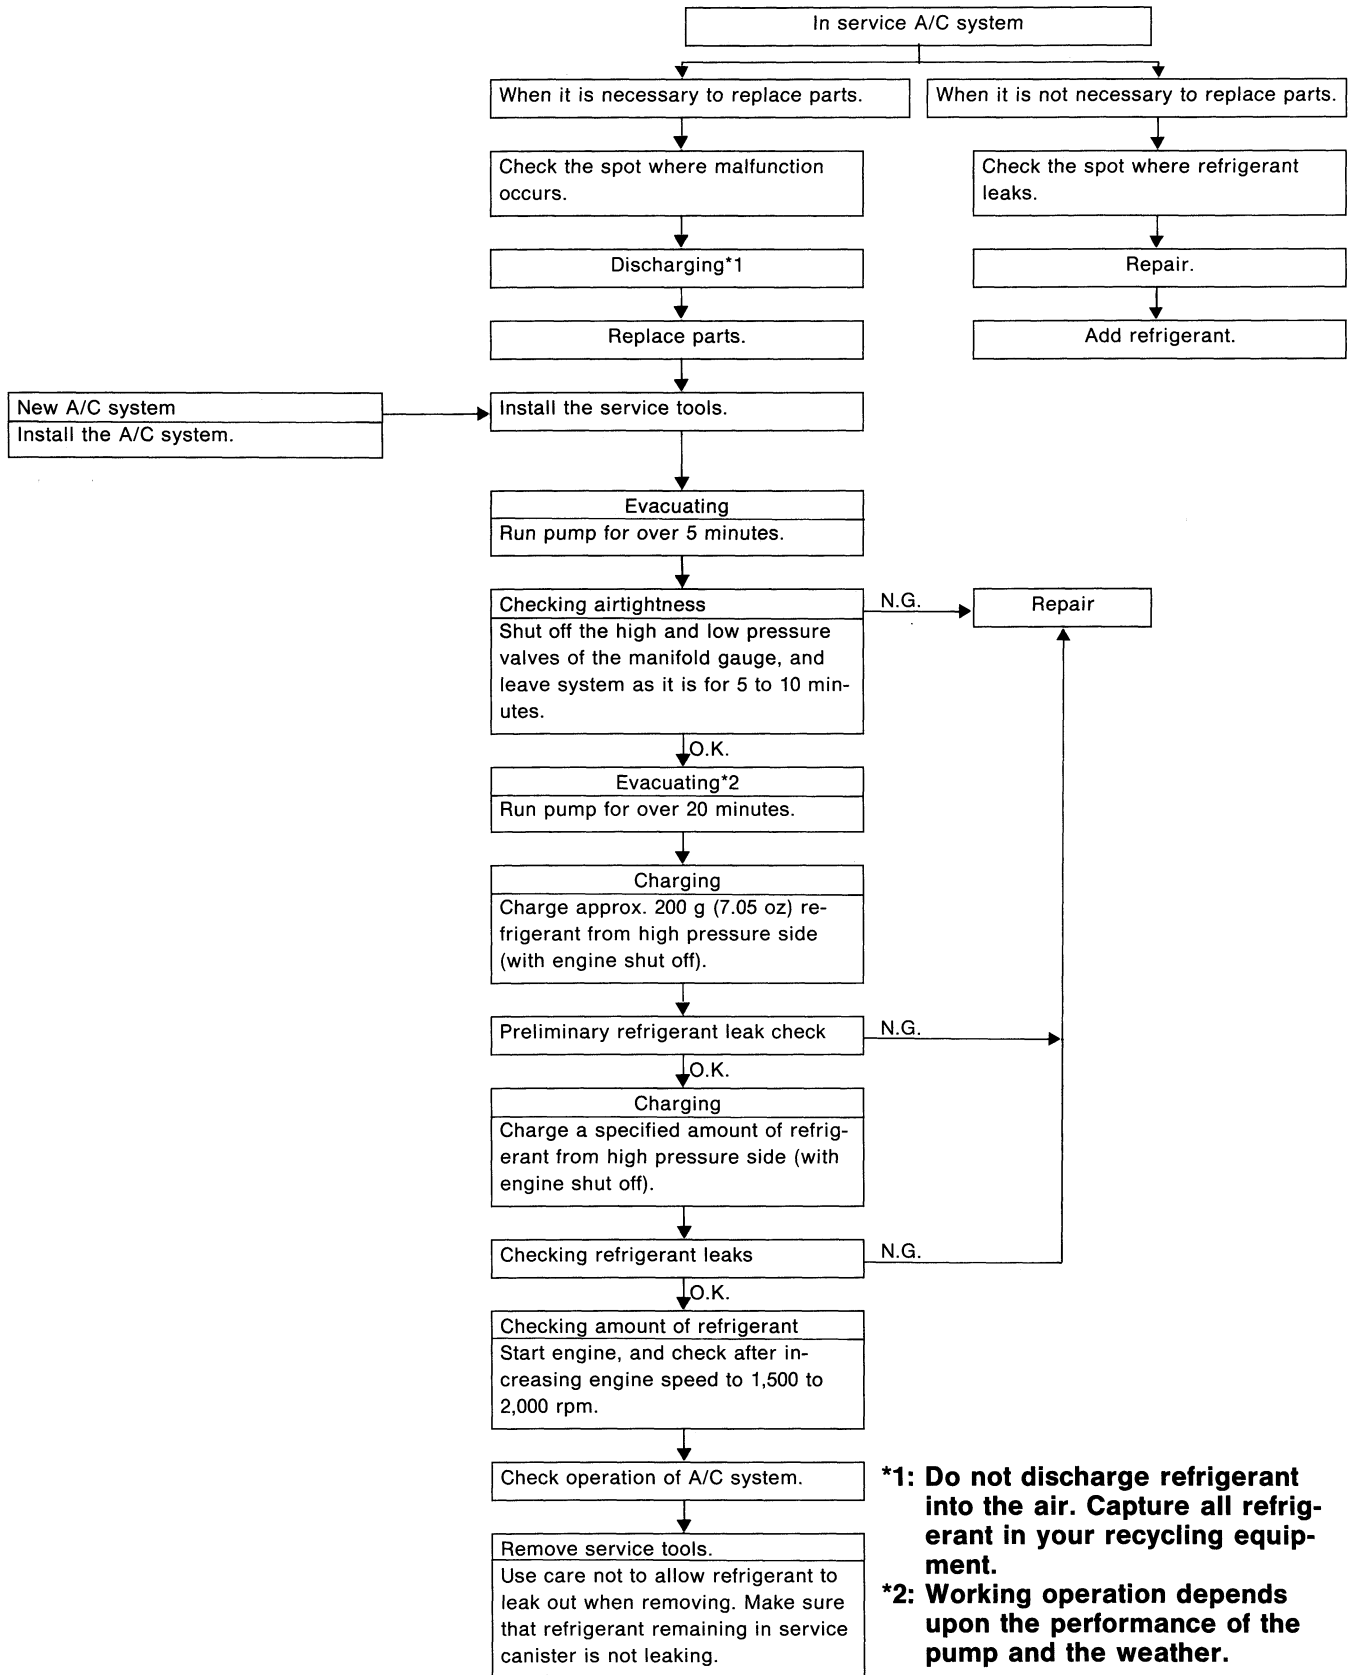 In service A/C system
When it is necessary to replace parts.
When it is not necessary to replace parts.
Check the spot where malfunction
occurs.
Check the spot where refrigerant
leaks.
Discharging*1
Repair.
Replace parts.
Add refrigerant.
New A/C system
Install the A/C system.
Install the service tools.
Evacuating
Run pump for over 5 minutes.
Checking airtightness
Shut off the high and low pressure
valves of the manifold gauge, and
leave system as it is for 5 to 10 min-
utes.
N.G.
Repair
O.K.
Evacuating*2
Run pump for over 20 minutes.
Charging
Charge approx. 200 g (7.05 oz) re-
frigerant from high pressure side
(with engine shut off).
Preliminary refrigerant leak check
N.G.
O.K.
Charging
Charge a specified amount of refrig-
erant from high pressure side (with
engine shut off).
Checking refrigerant leaks
N.G.
O.K.
Checking amount of refrigerant
Start engine, and check after in-
creasing engine speed to 1,500 to
2,000 rpm.
Check operation of A/C system.
Remove service tools.
Use care not to allow refrigerant to
leak out when removing. Make sure
that refrigerant remaining in service
canister is not leaking.
*1: Do not discharge refrigerant
into the air. Capture all refrig-
erant in your recycling equip-
ment.
*2: Working operation depends
upon the performance of the
pump and the weather.